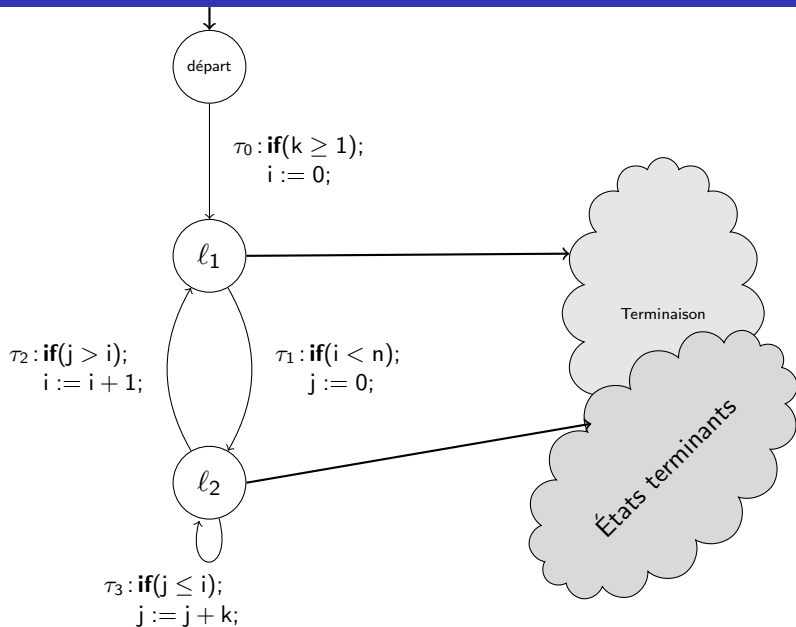 départ
τ₀: if(k ≥ 1);
i := 0;
ℓ₁
Terminaison
τ₂: if(j > i);
i := i + 1;
τ₁: if(i < n);
j := 0;
États terminants
ℓ₂
τ₃: if(j ≤ i);
j := j + k;